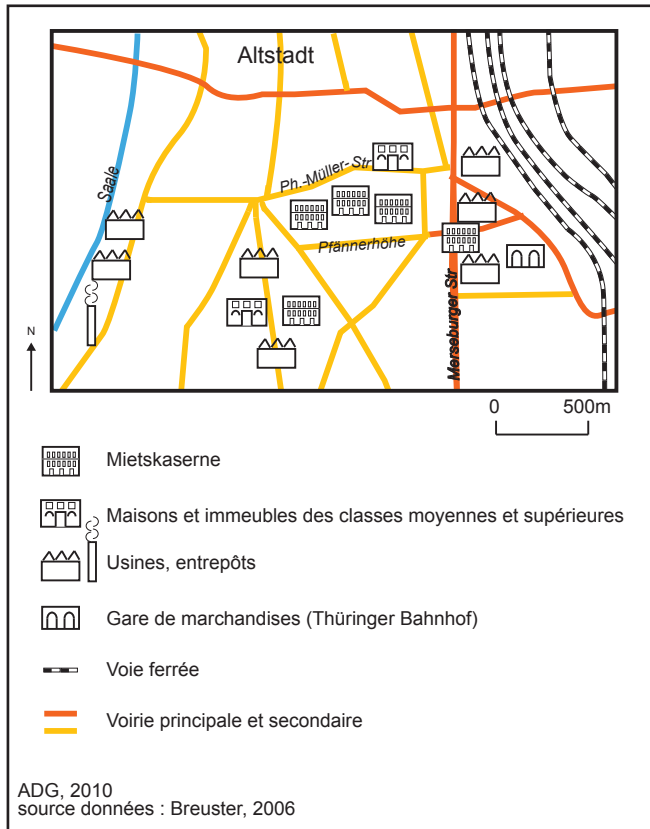 Altstadt
Saale
Ph.-Müller-Str
Pfännerhöhe
Merseburger Str
N
0 500m
Mietskaserne
Maisons et immeubles des classes moyennes et supérieures
Usines, entrepôts
Gare de marchandises (Thüringer Bahnhof)
Voie ferrée
Voirie principale et secondaire
ADG, 2010
source données : Breuster, 2006